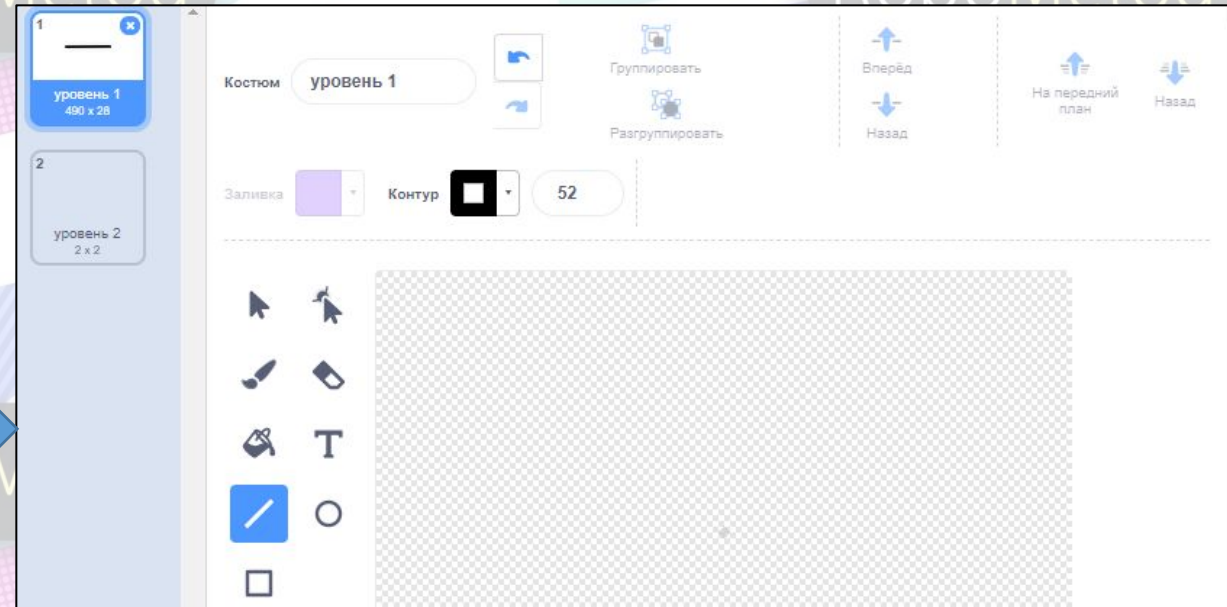 1
уровень 1
490 x 28
2
уровень 2
2 x 2
Костюм
уровень 1
Группировать
Разгруппировать
Вперёд
Назад
На передний
план
Назад
Заливка
Контур
52
T